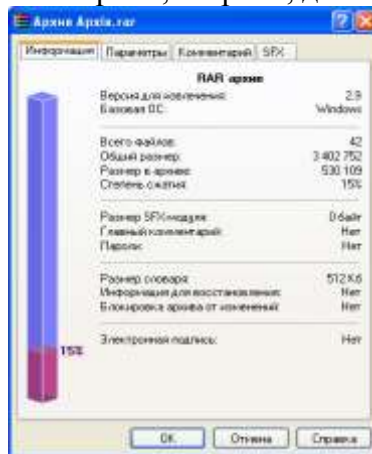 Архив Apxiv.rar
Информация Параметры Комментарий SFX
RAR архив
Версия для извлечения: 2.9
Базовая ОС: Windows
Всего файлов: 42
Общий размер: 3 402 752
Размер в архиве: 530 109
Степень сжатия: 15%
Размер SFX-модуля: 0 байт
Главный комментарий: Нет
Пароли: Нет
Размер словаря: 512 Кб
Информация для восстановления: Нет
Блокировка архива от изменений: Нет
Электронная подпись: Нет
15%
OK Отмена Справка